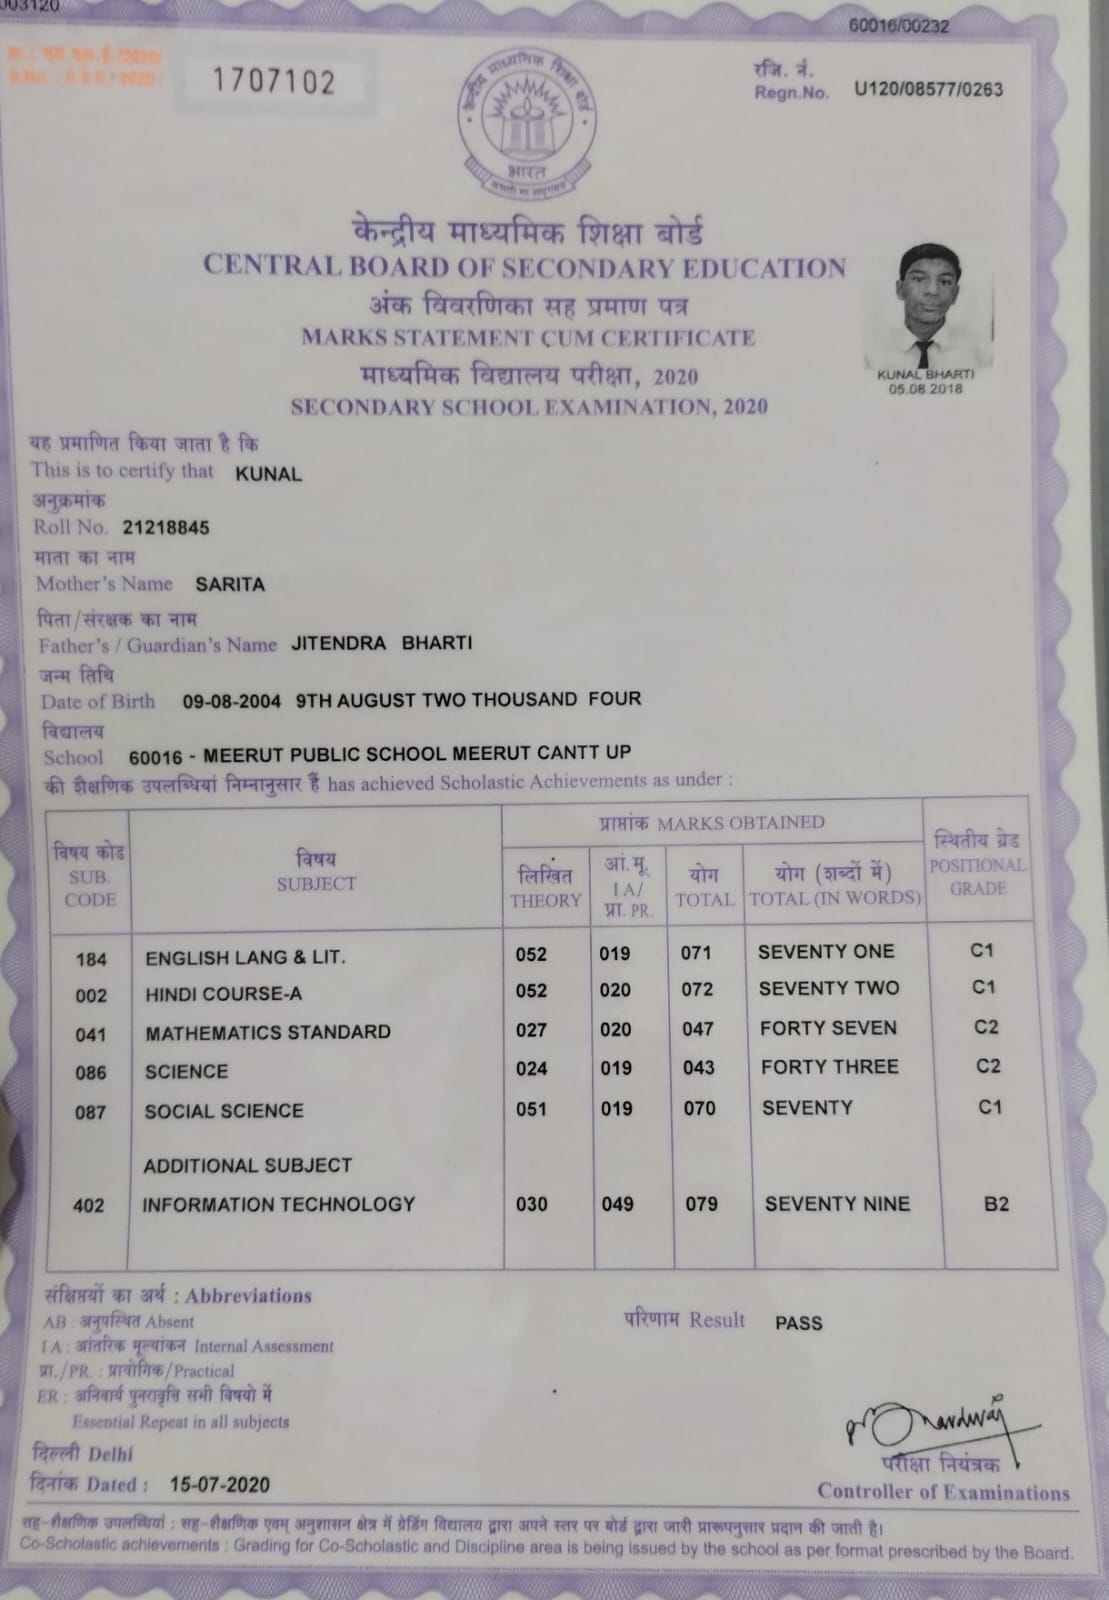 003120
60016/00232
1707102
रजि. नं.
Regn.No. U120/08577/0263
केन्द्रीय माध्यमिक शिक्षा बोर्ड
भारत
केन्द्रीय माध्यमिक शिक्षा बोर्ड
CENTRAL BOARD OF SECONDARY EDUCATION
अंक विवरणिका सह प्रमाण पत्र
MARKS STATEMENT CUM CERTIFICATE
माध्यमिक विद्यालय परीक्षा, 2020
SECONDARY SCHOOL EXAMINATION, 2020
KUNAL BHARTI
05.08 2018
यह प्रमाणित किया जाता है कि
This is to certify that KUNAL
अनुक्रमांक
Roll No. 21218845
माता का नाम
Mother's Name SARITA
पिता/संरक्षक का नाम
Father's / Guardian's Name JITENDRA BHARTI
जन्म तिथि
Date of Birth 09-08-2004 9TH AUGUST TWO THOUSAND FOUR
विद्यालय
School 60016 - MEERUT PUBLIC SCHOOL MEERUT CANTT UP
की शैक्षणिक उपलब्धियां निम्नानुसार हैं has achieved Scholastic Achievements as under :
विषय कोड SUB. CODE
विषय SUBJECT
प्राप्तांक MARKS OBTAINED
लिखित THEORY
आं.मू. I A/ प्रा. PR.
योग TOTAL
योग (शब्दों में) TOTAL (IN WORDS)
स्थितीय ग्रेड POSITIONAL GRADE
184 ENGLISH LANG & LIT. 052 019 071 SEVENTY ONE C1
002 HINDI COURSE-A 052 020 072 SEVENTY TWO C1
041 MATHEMATICS STANDARD 027 020 047 FORTY SEVEN C2
086 SCIENCE 024 019 043 FORTY THREE C2
087 SOCIAL SCIENCE 051 019 070 SEVENTY C1
ADDITIONAL SUBJECT
402 INFORMATION TECHNOLOGY 030 049 079 SEVENTY NINE B2
संक्षिप्तियों का अर्थ : Abbreviations
AB : अनुपस्थित Absent
परिणाम Result PASS
I A : आंतरिक मूल्यांकन Internal Assessment
प्रा./PR. : प्रायोगिक/Practical
ER : अनिवार्य पुनरावृत्ति सभी विषयो में
Essential Repeat in all subjects
दिल्ली Delhi
दिनांक Dated : 15-07-2020
परीक्षा नियंत्रक
Controller of Examinations
सह-शैक्षणिक उपलब्धियां : सह-शैक्षणिक एवम् अनुशासन क्षेत्र में ग्रेडिंग विद्यालय द्वारा अपने स्तर पर बोर्ड द्वारा जारी प्रारूपनुसार प्रदान की जाती है।
Co-Scholastic achievements : Grading for Co-Scholastic and Discipline area is being issued by the school as per format prescribed by the Board.